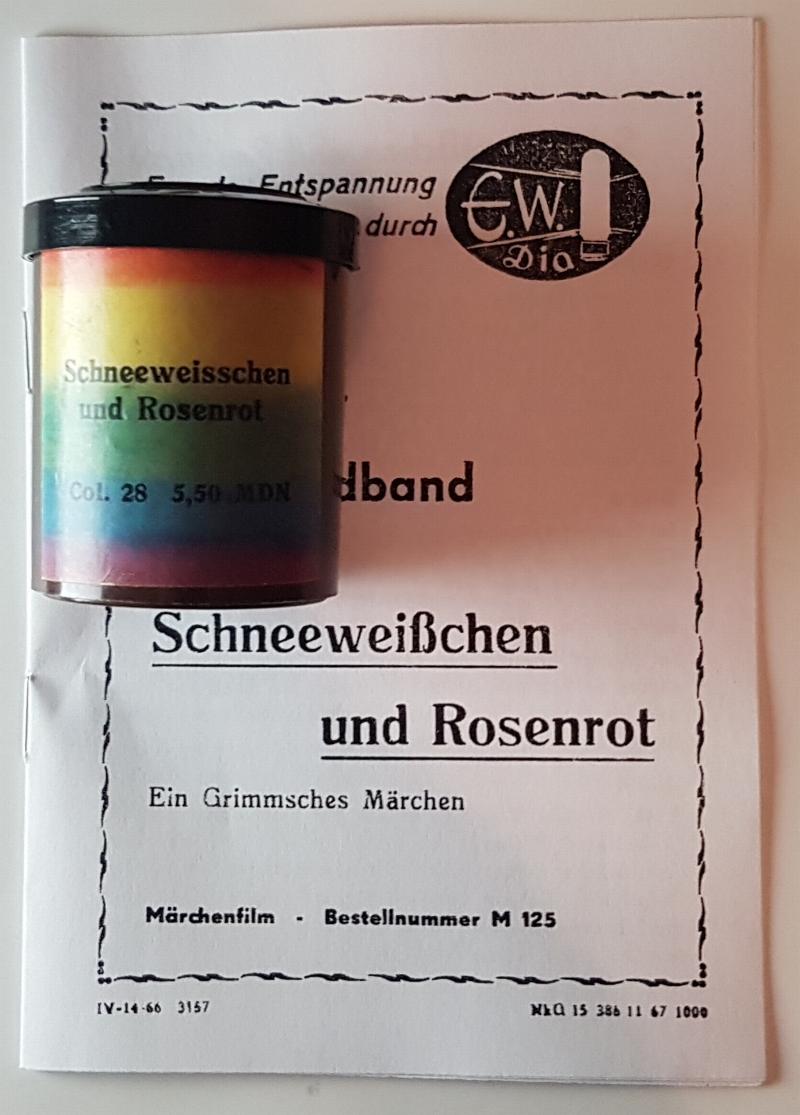 Entspannung
durch
E.W.
Dia
Schneeweisschen
und Rosenrot
Col. 28 5,50 MDN
dband
Schneeweißchen
und Rosenrot
Ein Grimmsches Märchen
Märchenfilm - Bestellnummer M 125
IV-14-66 3157
NkG 15 386 11 67 1000